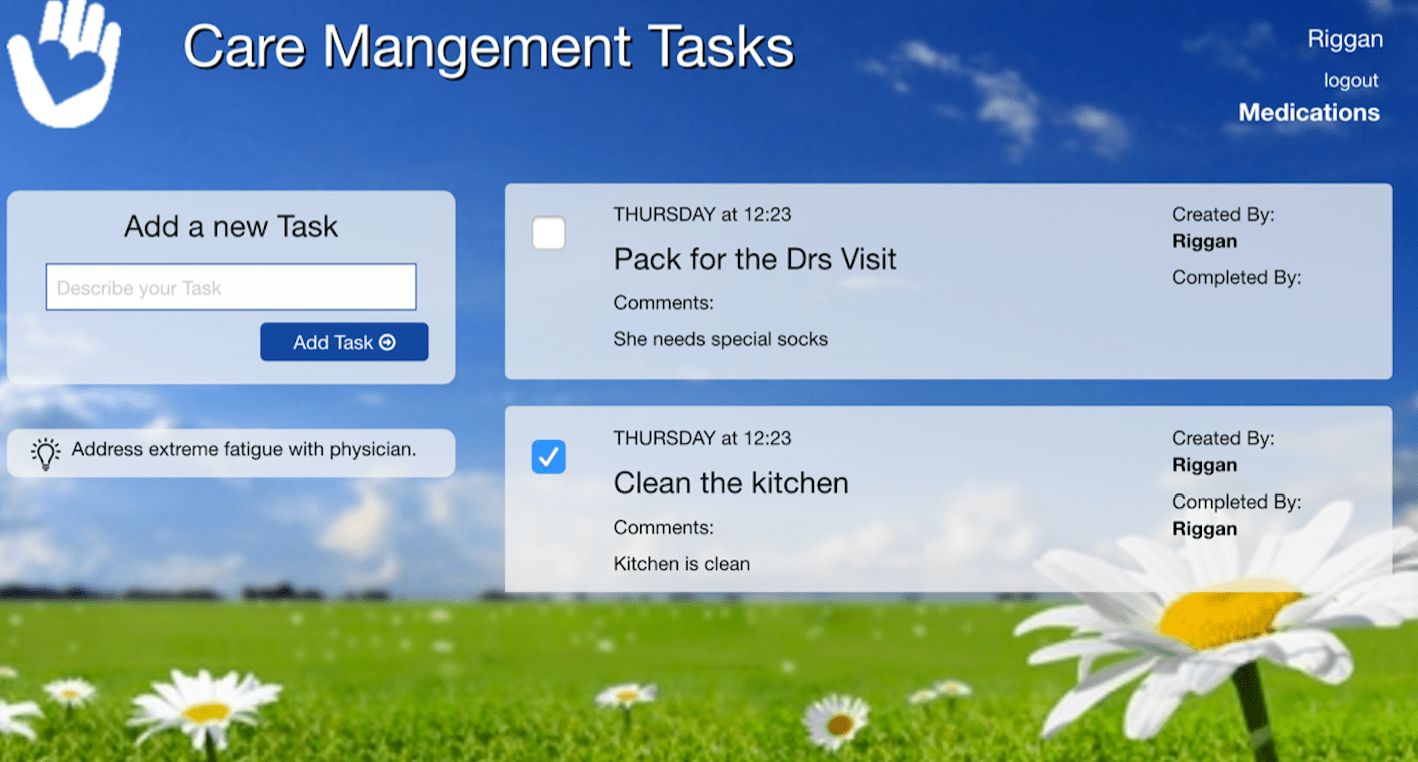 Care Mangement Tasks
Riggan
logout
Medications
Add a new Task
Describe your Task
Add Task
Address extreme fatigue with physician.
THURSDAY at 12:23
Pack for the Drs Visit
Comments:
She needs special socks
Created By:
Riggan
Completed By:
THURSDAY at 12:23
Clean the kitchen
Comments:
Kitchen is clean
Created By:
Riggan
Completed By:
Riggan